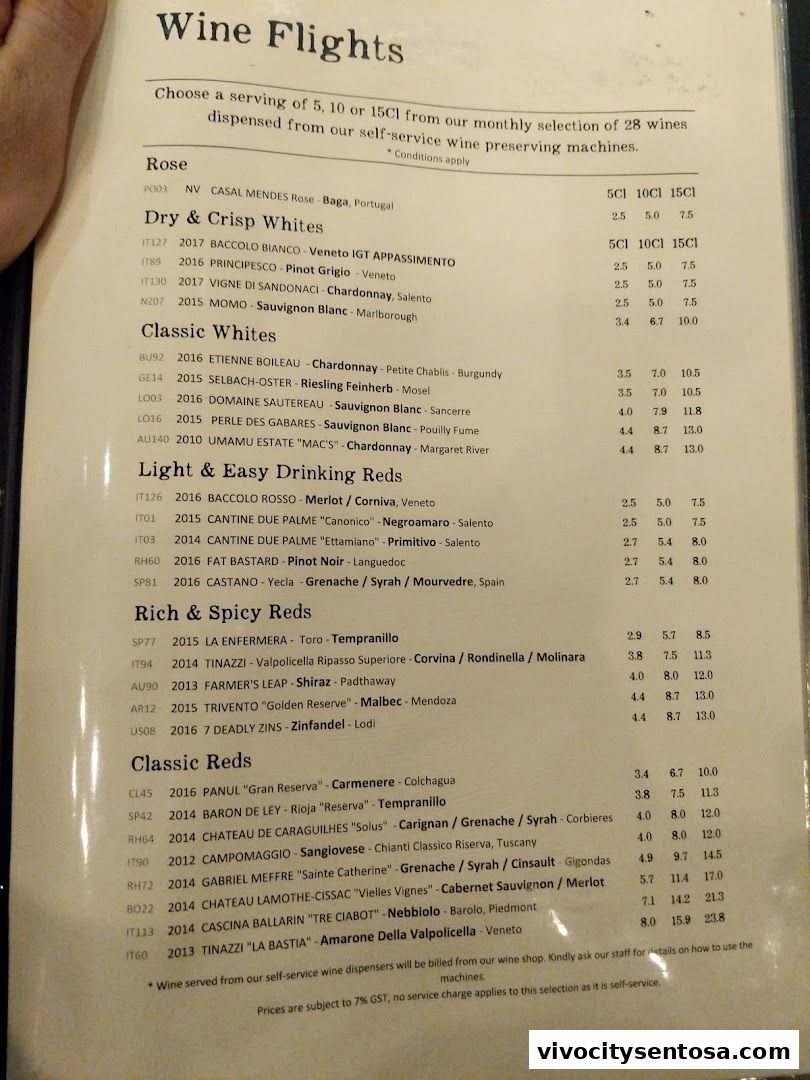 Wine Flights
Choose a serving of 5, 10 or 15Cl from our monthly selection of 28 wines
dispensed from our self-service wine preserving machines.
* Conditions apply
Rose
5Cl 10Cl 15Cl
PO03 NV CASAL MENDES Rose - Baga, Portugal 2.5 5.0 7.5
Dry & Crisp Whites
5Cl 10Cl 15Cl
IT127 2017 BACCOLO BIANCO - Veneto IGT APPASSIMENTO 2.5 5.0 7.5
IT89 2016 PRINCIPESCO - Pinot Grigio - Veneto 2.5 5.0 7.5
IT130 2017 VIGNE DI SANDONACI - Chardonnay, Salento 2.5 5.0 7.5
NZ07 2015 MOMO - Sauvignon Blanc - Marlborough 3.4 6.7 10.0
Classic Whites
BU92 2016 ETIENNE BOILEAU - Chardonnay - Petite Chablis - Burgundy 3.5 7.0 10.5
GE14 2015 SELBACH-OSTER - Riesling Feinherb - Mosel 3.5 7.0 10.5
LO03 2016 DOMAINE SAUTEREAU - Sauvignon Blanc - Sancerre 4.0 7.9 11.8
LO16 2015 PERLE DES GABARES - Sauvignon Blanc - Pouilly Fume 4.4 8.7 13.0
AU140 2010 UMAMU ESTATE "MAC'S" - Chardonnay - Margaret River 4.4 8.7 13.0
Light & Easy Drinking Reds
IT126 2016 BACCOLO ROSSO - Merlot / Corniva, Veneto 2.5 5.0 7.5
IT01 2015 CANTINE DUE PALME "Canonico" - Negroamaro - Salento 2.5 5.0 7.5
IT03 2014 CANTINE DUE PALME "Ettamiano" - Primitivo - Salento 2.7 5.4 8.0
RH60 2016 FAT BASTARD - Pinot Noir - Languedoc 2.7 5.4 8.0
SP81 2016 CASTANO - Yecla - Grenache / Syrah / Mourvedre, Spain 2.7 5.4 8.0
Rich & Spicy Reds
SP77 2015 LA ENFERMERA - Toro - Tempranillo 2.9 5.7 8.5
IT94 2014 TINAZZI - Valpolicella Ripasso Superiore - Corvina / Rondinella / Molinara 3.8 7.5 11.3
AU90 2013 FARMER'S LEAP - Shiraz - Padthaway 4.0 8.0 12.0
AR12 2015 TRIVENTO "Golden Reserve" - Malbec - Mendoza 4.4 8.7 13.0
US08 2016 7 DEADLY ZINS - Zinfandel - Lodi 4.4 8.7 13.0
Classic Reds
CL45 2016 PANUL "Gran Reserva" - Carmenere - Colchagua 3.4 6.7 10.0
SP42 2014 BARON DE LEY - Rioja "Reserva" - Tempranillo 3.8 7.5 11.3
RH64 2014 CHATEAU DE CARAGUILHES "Solus" - Carignan / Grenache / Syrah - Corbieres 4.0 8.0 12.0
IT90 2012 CAMPOMAGGIO - Sangiovese - Chianti Classico Riserva, Tuscany 4.0 8.0 12.0
RH72 2014 GABRIEL MEFFRE "Sainte Catherine" - Grenache / Syrah / Cinsault - Gigondas 4.9 9.7 14.5
BO22 2014 CHATEAU LAMOTHE-CISSAC "Vielles Vignes" - Cabernet Sauvignon / Merlot 5.7 11.4 17.0
IT113 2014 CASCINA BALLARIN "TRE CIABOT" - Nebbiolo - Barolo, Piedmont 7.1 14.2 21.3
IT60 2013 TINAZZI "LA BASTIA" - Amarone Della Valpolicella - Veneto 8.0 15.9 23.8
* Wine served from our self-service wine dispensers will be billed from our wine shop. Kindly ask our staff for details on how to use the
machines.
Prices are subject to 7% GST, no service charge applies to this selection as it is self-service.
vivocitysentosa.com